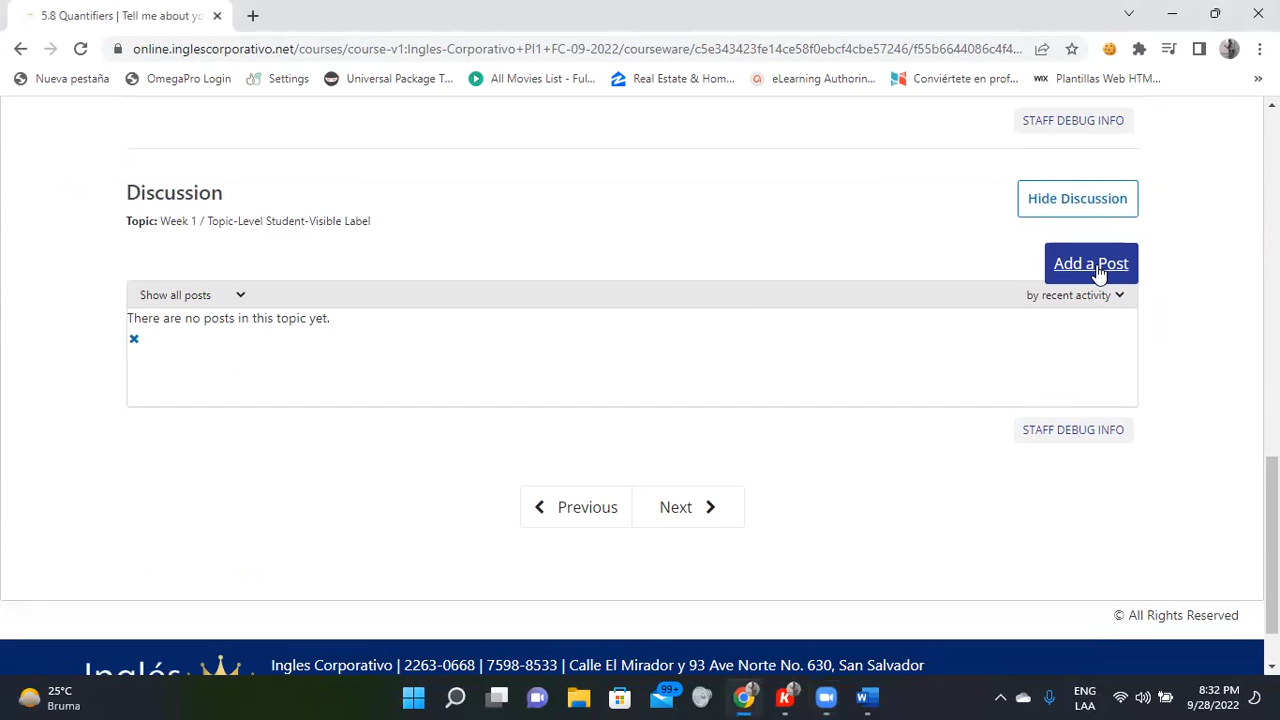 5.8 Quantifiers | Tell me about yo
online.inglescorporativo.net/courses/course-v1:Ingles-Corporativo+PI1+FC-09-2022/courseware/c5e343423fe14ce58f0ebcf4cbe57246/f55b6644086c4f4...
Nueva pestaña OmegaPro Login Settings Universal Package T... All Movies List - Ful... Real Estate & Hom... eLearning Authorin... Conviértete en prof... WIX Plantillas Web HTM... »
STAFF DEBUG INFO
Discussion
Hide Discussion
Topic: Week 1 / Topic-Level Student-Visible Label
Add a Post
Show all posts by recent activity
There are no posts in this topic yet.
STAFF DEBUG INFO
Previous Next
© All Rights Reserved
Inglés Ingles Corporativo | 2263-0668 | 7598-8533 | Calle El Mirador y 93 Ave Norte No. 630, San Salvador
25°C
Bruma
99+
ENG
LAA
8:32 PM
9/28/2022